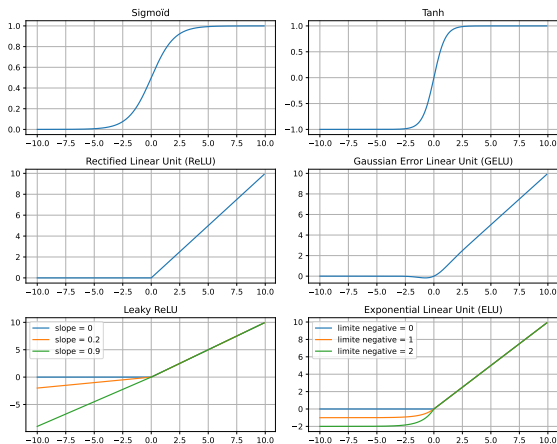 Sigmoïd
1.0
0.8
0.6
0.4
0.2
0.0
−10.0 −7.5 −5.0 −2.5 0.0 2.5 5.0 7.5 10.0
Tanh
1.0
0.5
0.0
−0.5
−1.0
−10.0 −7.5 −5.0 −2.5 0.0 2.5 5.0 7.5 10.0
Rectified Linear Unit (ReLU)
10
8
6
4
2
0
−10.0 −7.5 −5.0 −2.5 0.0 2.5 5.0 7.5 10.0
Gaussian Error Linear Unit (GELU)
10
8
6
4
2
0
−10.0 −7.5 −5.0 −2.5 0.0 2.5 5.0 7.5 10.0
Leaky ReLU
slope = 0
slope = 0.2
slope = 0.9
10
5
0
−5
−10.0 −7.5 −5.0 −2.5 0.0 2.5 5.0 7.5 10.0
Exponential Linear Unit (ELU)
limite negative = 0
limite negative = 1
limite negative = 2
10
8
6
4
2
0
−2
−10.0 −7.5 −5.0 −2.5 0.0 2.5 5.0 7.5 10.0